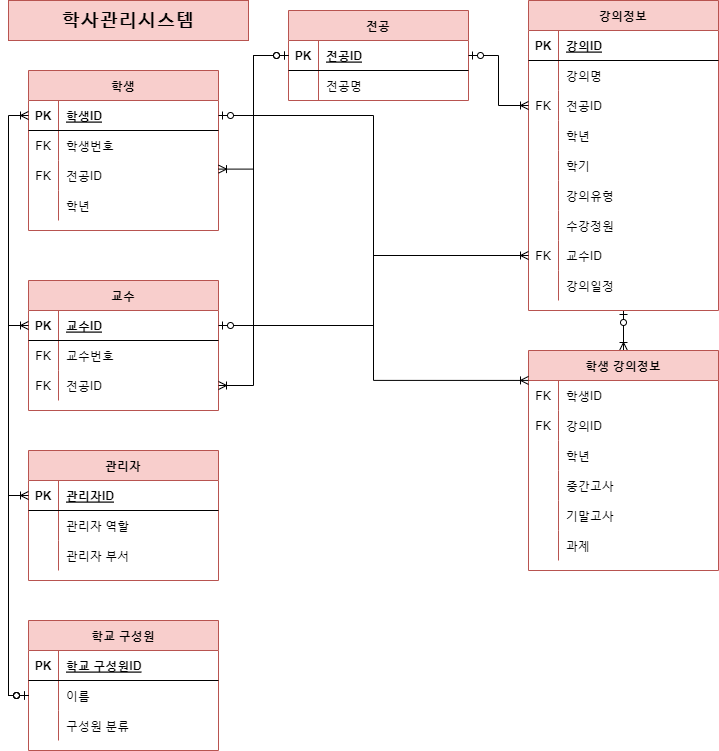 학사관리시스템
학생
PK 학생ID
FK 학생번호
FK 전공ID
학년
교수
PK 교수ID
FK 교수번호
FK 전공ID
관리자
PK 관리자ID
관리자 역할
관리자 부서
학교 구성원
PK 학교 구성원ID
이름
구성원 분류
전공
PK 전공ID
전공명
강의정보
PK 강의ID
강의명
FK 전공ID
학년
학기
강의유형
수강정원
FK 교수ID
강의일정
학생 강의정보
FK 학생ID
FK 강의ID
학년
중간고사
기말고사
과제